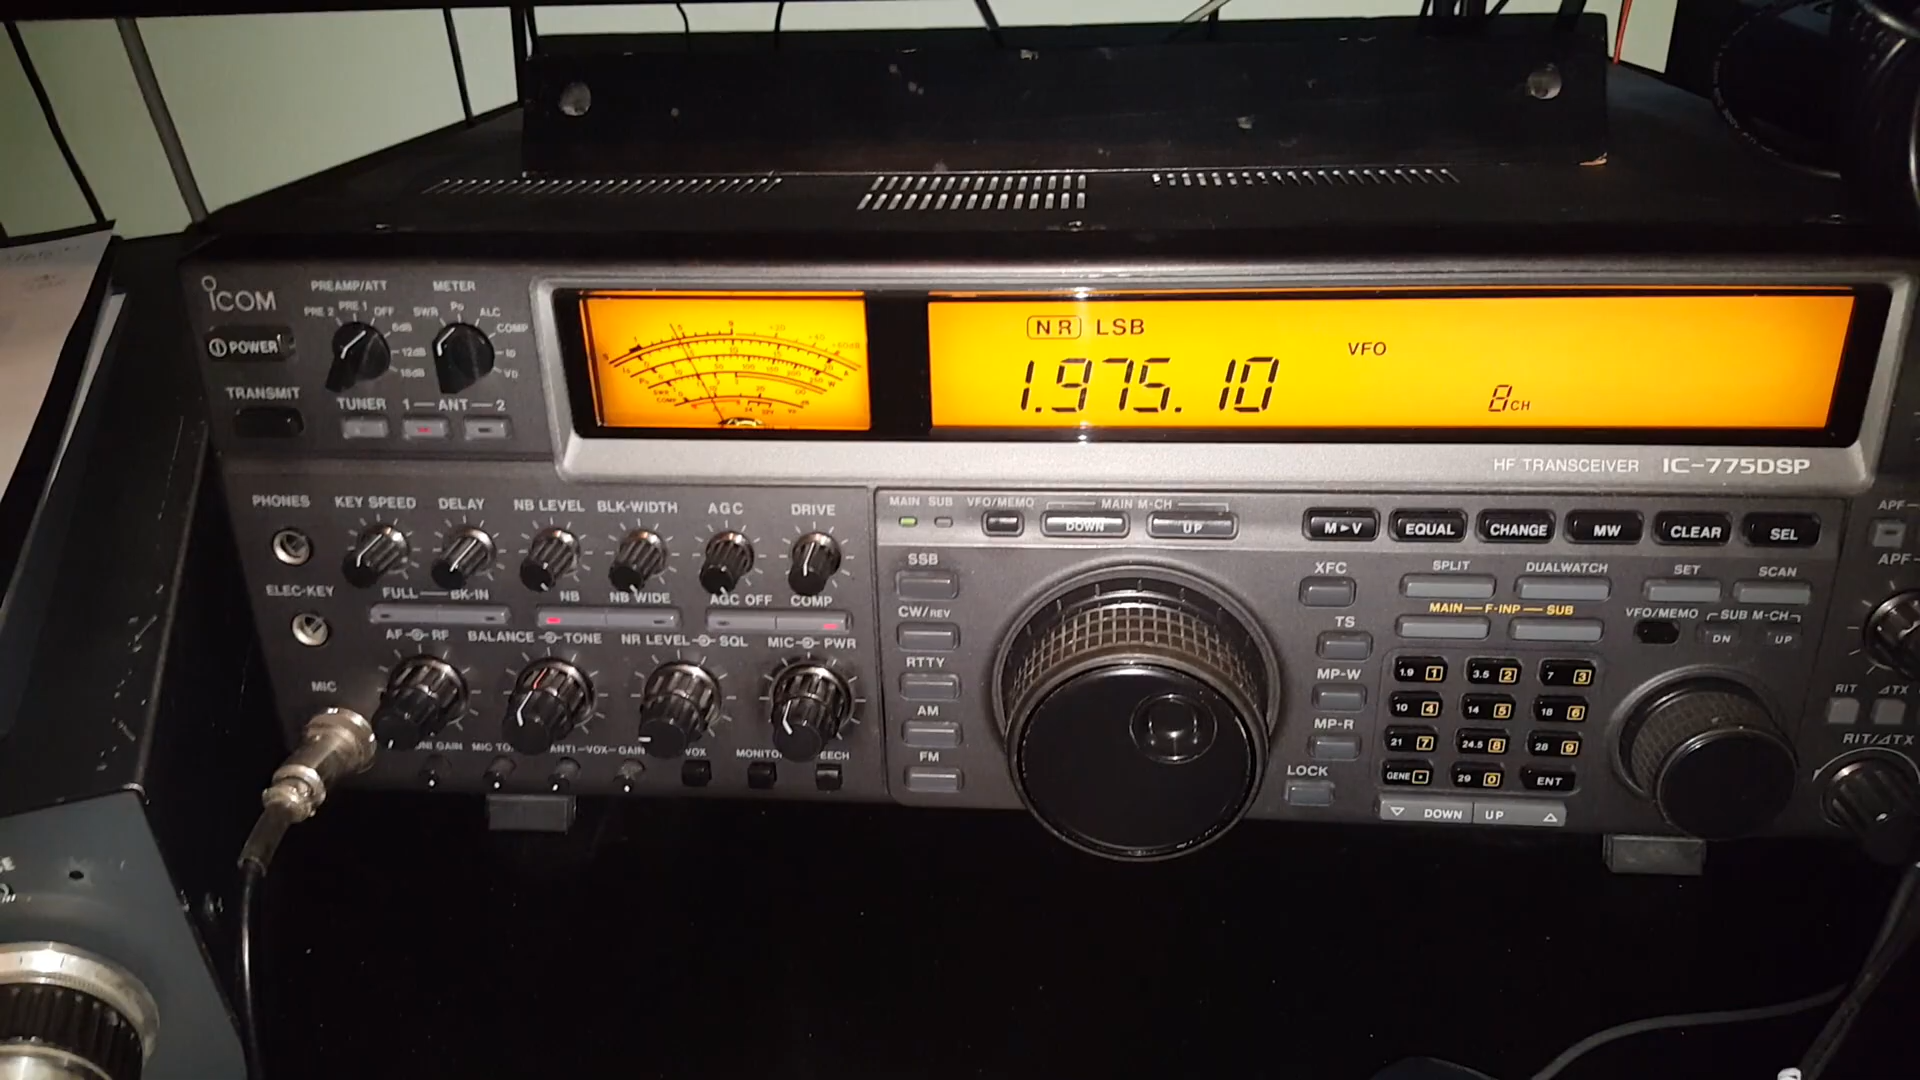 ICOM
POWER
TRANSMIT
PREAMP/ATT
PRE 2 PRE 1 OFF
6dB
12dB
18dB
METER
SWR Po ALC
COMP
ID
VD
TUNER 1 — ANT — 2
NR LSB
1.975.10
VFO
8CH
HF TRANSCEIVER IC-775DSP
PHONES
KEY SPEED DELAY NB LEVEL BLK-WIDTH AGC DRIVE
ELEC-KEY
FULL — BK-IN NB NB WIDE AGC OFF COMP
AF RF BALANCE TONE NR LEVEL SQL MIC PWR
MIC
GAIN MIC ANTI-VOX-GAIN VOX
MAIN SUB VFO/MEMO MAIN M-CH
DOWN UP
M►V EQUAL CHANGE MW CLEAR SEL
SSB
CW/REV
RTTY
AM
FM
XFC
TS
MP-W
MP-R
LOCK
SPLIT DUALWATCH SET SCAN
MAIN — F-INP — SUB
VFO/MEMO SUB M-CH
DN UP
1.9 1 3.5 2 7 3
10 4 14 5 18 6
21 7 24.5 8 28 9
GENE • 29 0 ENT
▽ DOWN UP △
APF
APF
RIT ⊿TX
RIT/⊿TX